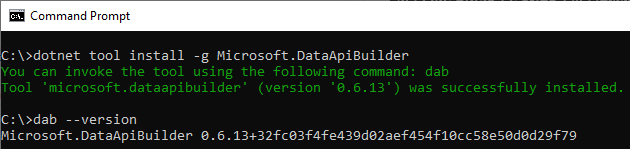 Command Prompt
C:\>dotnet tool install -g Microsoft.DataApiBuilder
You can invoke the tool using the following command: dab
Tool 'microsoft.dataapibuilder' (version '0.6.13') was successfully installed.
C:\>dab --version
Microsoft.DataApiBuilder 0.6.13+32fc03f4fe439d02aef454f10cc58e50d0d29f79